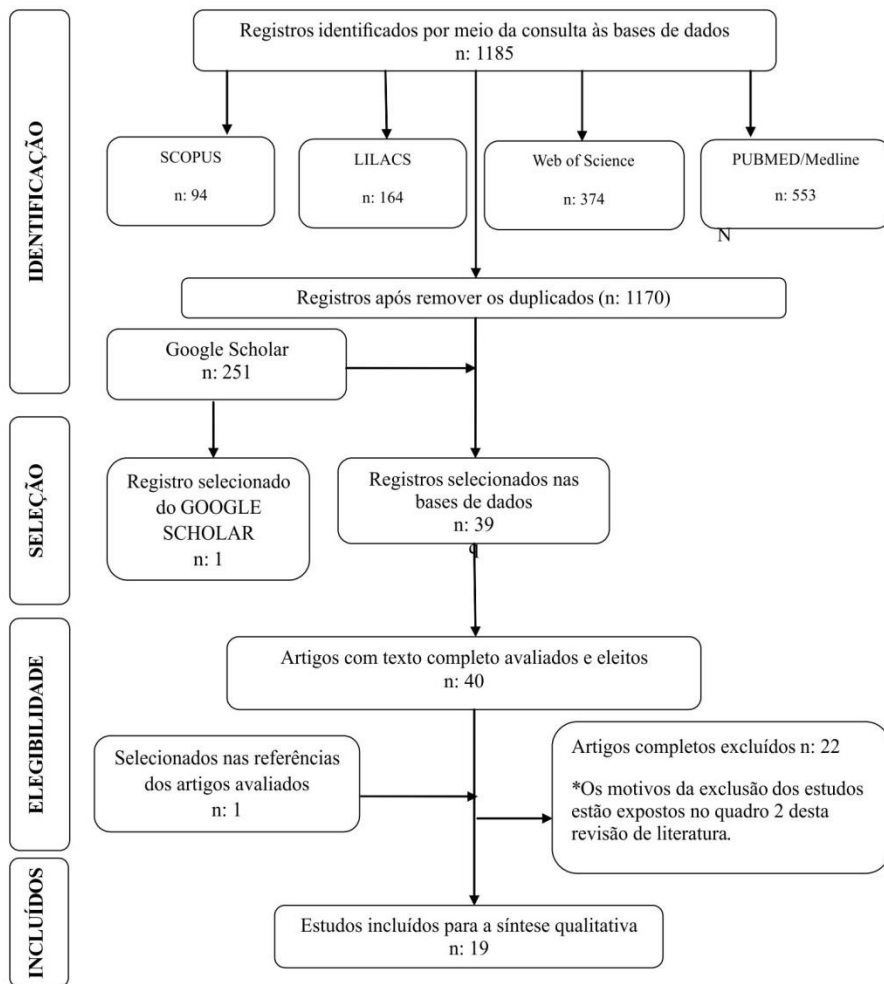 IDENTIFICAÇÃO
Registros identificados por meio da consulta às bases de dados
n: 1185
SCOPUS
n: 94
LILACS
n: 164
Web of Science
n: 374
PUBMED/Medline
n: 553
N
Registros após remover os duplicados (n: 1170)
Google Scholar
n: 251
SELEÇÃO
Registro selecionado
do GOOGLE
SCHOLAR
n: 1
Registros selecionados nas
bases de dados
n: 39
q
ELEGIBILIDADE
Artigos com texto completo avaliados e eleitos
n: 40
Selecionados nas referências
dos artigos avaliados
n: 1
Artigos completos excluídos n: 22
*Os motivos da exclusão dos estudos
estão expostos no quadro 2 desta
revisão de literatura.
INCLUÍDOS
Estudos incluídos para a síntese qualitativa
n: 19